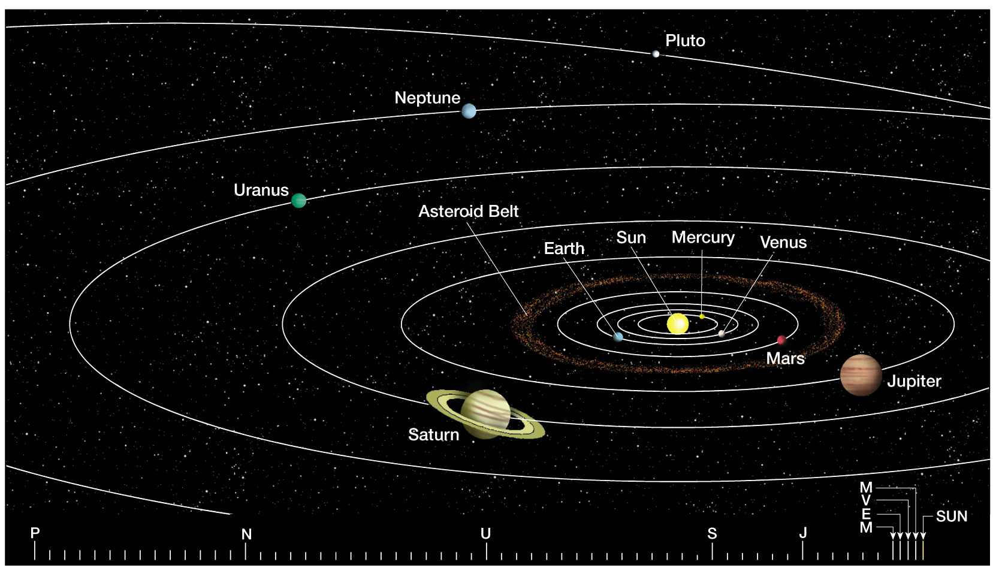 Pluto
Neptune
Uranus
Asteroid Belt
Sun
Mercury
Venus
Earth
Mars
Jupiter
Saturn
M
V
E
M
SUN
P
N
U
S
J